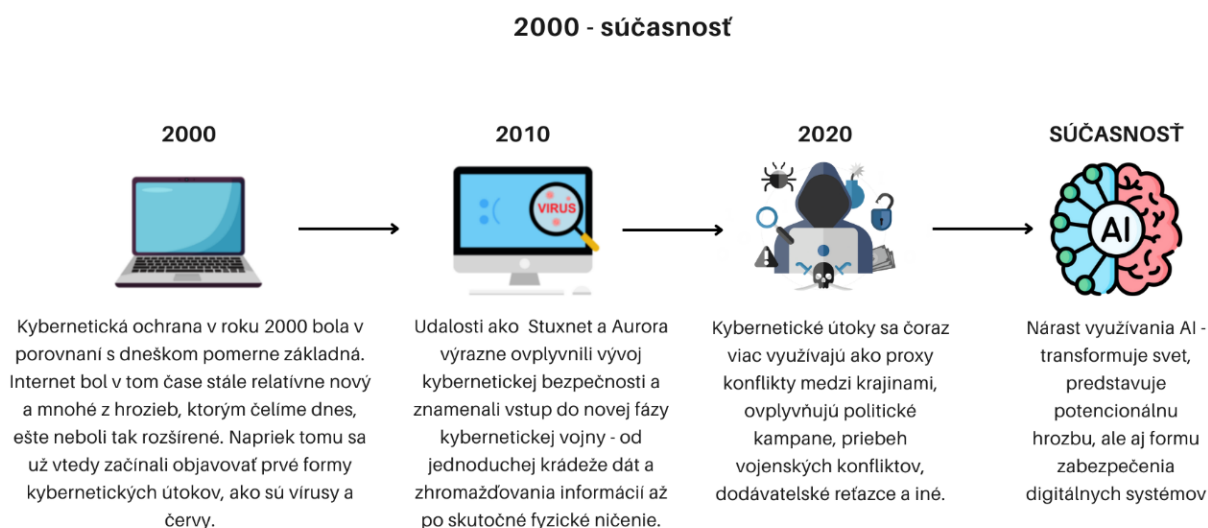 2000 - súčasnosť
2000
Kybernetická ochrana v roku 2000 bola v
porovnaní s dneškom pomerne základná.
Internet bol v tom čase stále relatívne nový
a mnohé z hrozieb, ktorým čelíme dnes,
ešte neboli tak rozšírené. Napriek tomu sa
už vtedy začínali objavovať prvé formy
kybernetických útokov, ako sú vírusy a
červy.
2010
:(
VIRUS
Udalosti ako Stuxnet a Aurora
výrazne ovplyvnili vývoj
kybernetickej bezpečnosti a
znamenali vstup do novej fázy
kybernetickej vojny - od
jednoduchej krádeže dát a
zhromažďovania informácií až
po skutočné fyzické ničenie.
2020
Kybernetické útoky sa čoraz
viac využívajú ako proxy
konflikty medzi krajinami,
ovplyvňujú politické
kampane, priebeh
vojenských konfliktov,
dodávatelské reťazce a iné.
SÚČASNOSŤ
AI
Nárast využívania AI -
transformuje svet,
predstavuje
potencionálnu
hrozbu, ale aj formu
zabezpečenia
digitálnych systémov